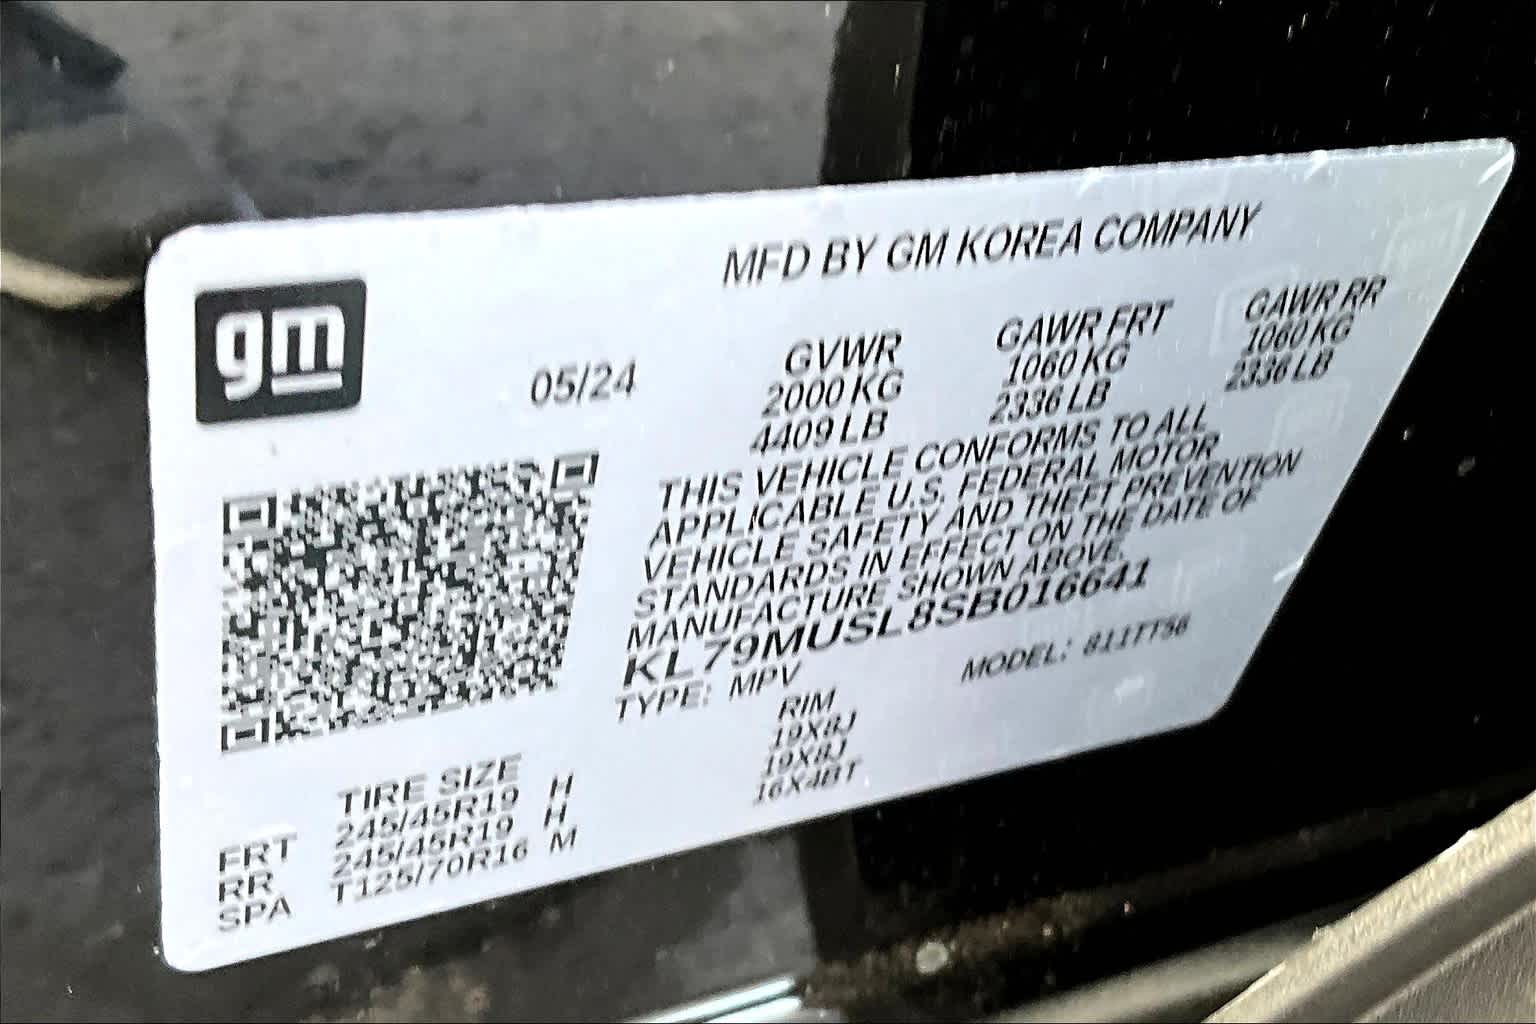 gm
MFD BY GM KOREA COMPANY
05/24
GVWR GAWR FRT GAWR RR
2000 KG 1060 KG 1060 KG
4409 LB 2336 LB 2336 LB
THIS VEHICLE CONFORMS TO ALL
APPLICABLE U.S. FEDERAL MOTOR
VEHICLE SAFETY AND THEFT PREVENTION
STANDARDS IN EFFECT ON THE DATE OF
MANUFACTURE SHOWN ABOVE.
KL79MUSL8SB016641
TYPE: MPV MODEL:
TIRE SIZE RIM
FRT 245/45R19 H 19X8J
RR 245/45R19 H 19X8J
SPA T125/70R16 M 16X4BT